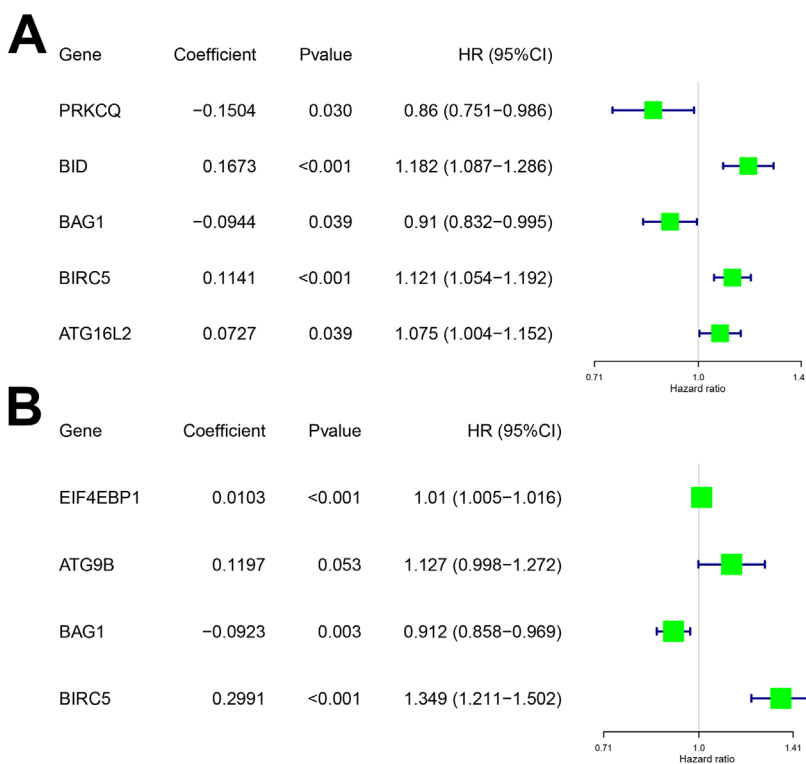 A
Gene Coefficient Pvalue HR (95%CI)
PRKCQ −0.1504 0.030 0.86 (0.751−0.986)
BID 0.1673 <0.001 1.182 (1.087−1.286)
BAG1 −0.0944 0.039 0.91 (0.832−0.995)
BIRC5 0.1141 <0.001 1.121 (1.054−1.192)
ATG16L2 0.0727 0.039 1.075 (1.004−1.152)
0.71 1.0 1.4
Hazard ratio
B
Gene Coefficient Pvalue HR (95%CI)
EIF4EBP1 0.0103 <0.001 1.01 (1.005−1.016)
ATG9B 0.1197 0.053 1.127 (0.998−1.272)
BAG1 −0.0923 0.003 0.912 (0.858−0.969)
BIRC5 0.2991 <0.001 1.349 (1.211−1.502)
0.71 1.0 1.41
Hazard ratio